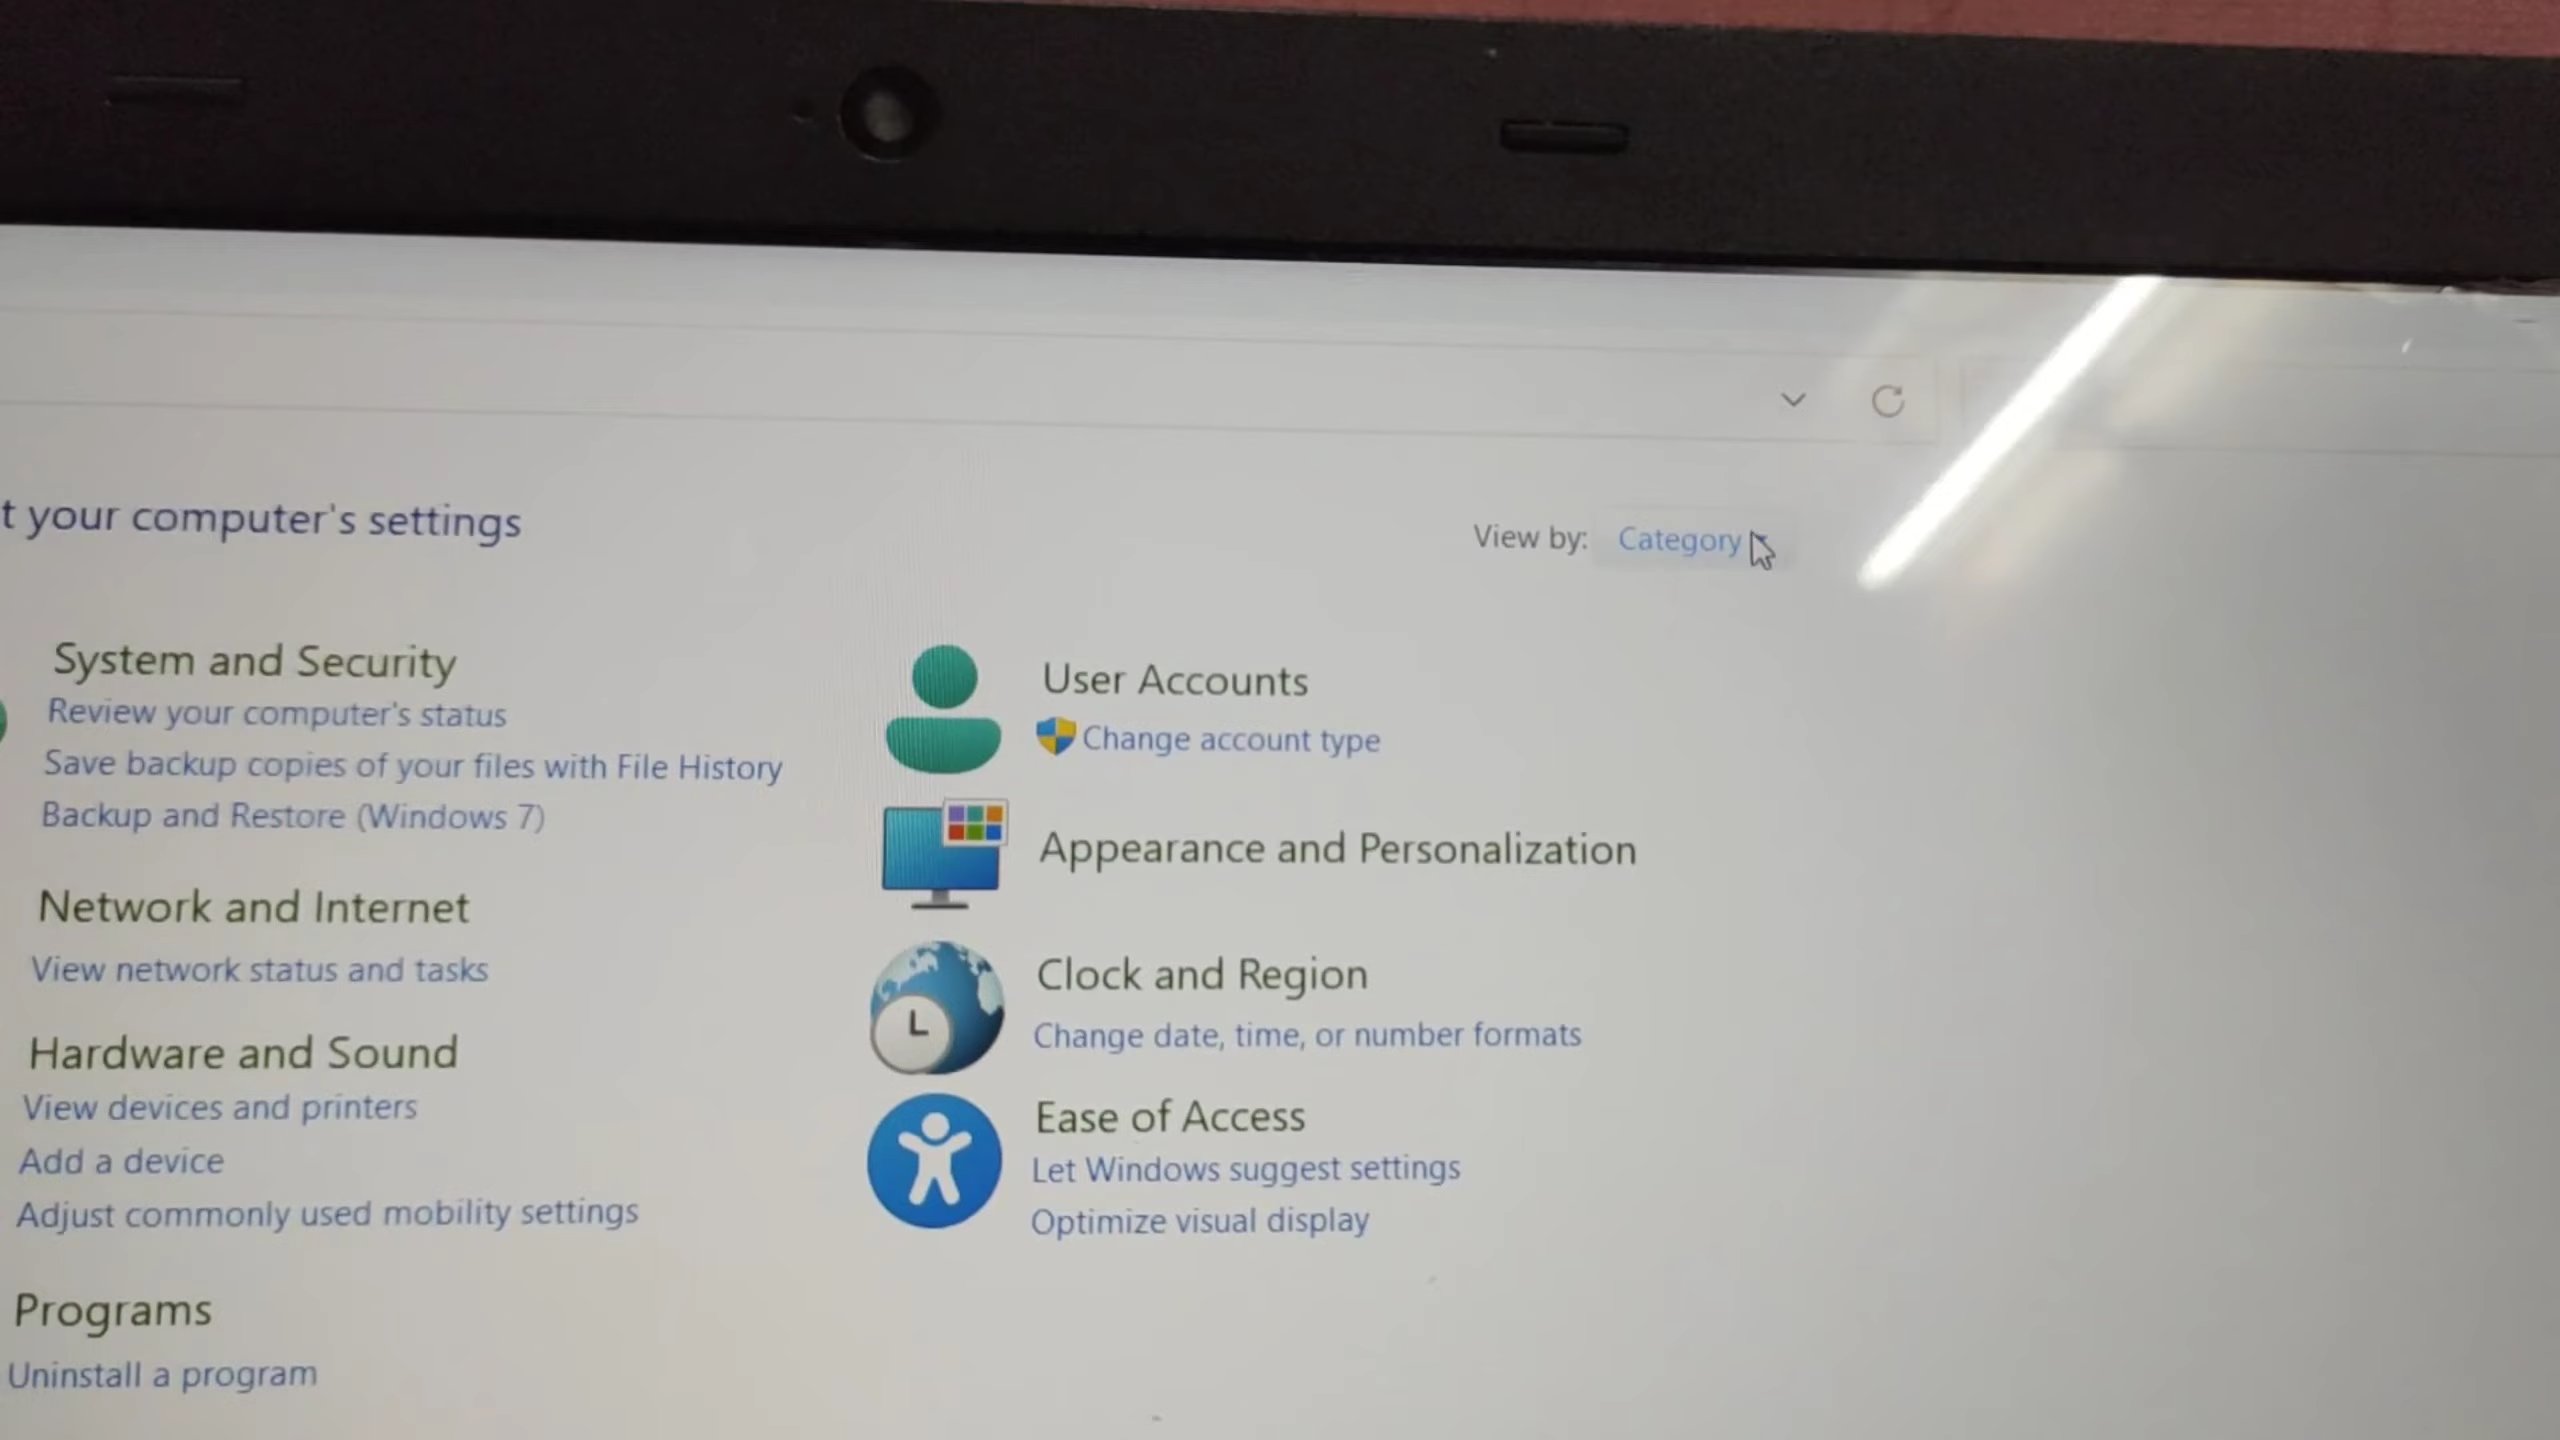 t your computer's settings
View by: Category
System and Security
Review your computer's status
Save backup copies of your files with File History
Backup and Restore (Windows 7)
Network and Internet
View network status and tasks
Hardware and Sound
View devices and printers
Add a device
Adjust commonly used mobility settings
Programs
Uninstall a program
User Accounts
Change account type
Appearance and Personalization
Clock and Region
Change date, time, or number formats
Ease of Access
Let Windows suggest settings
Optimize visual display